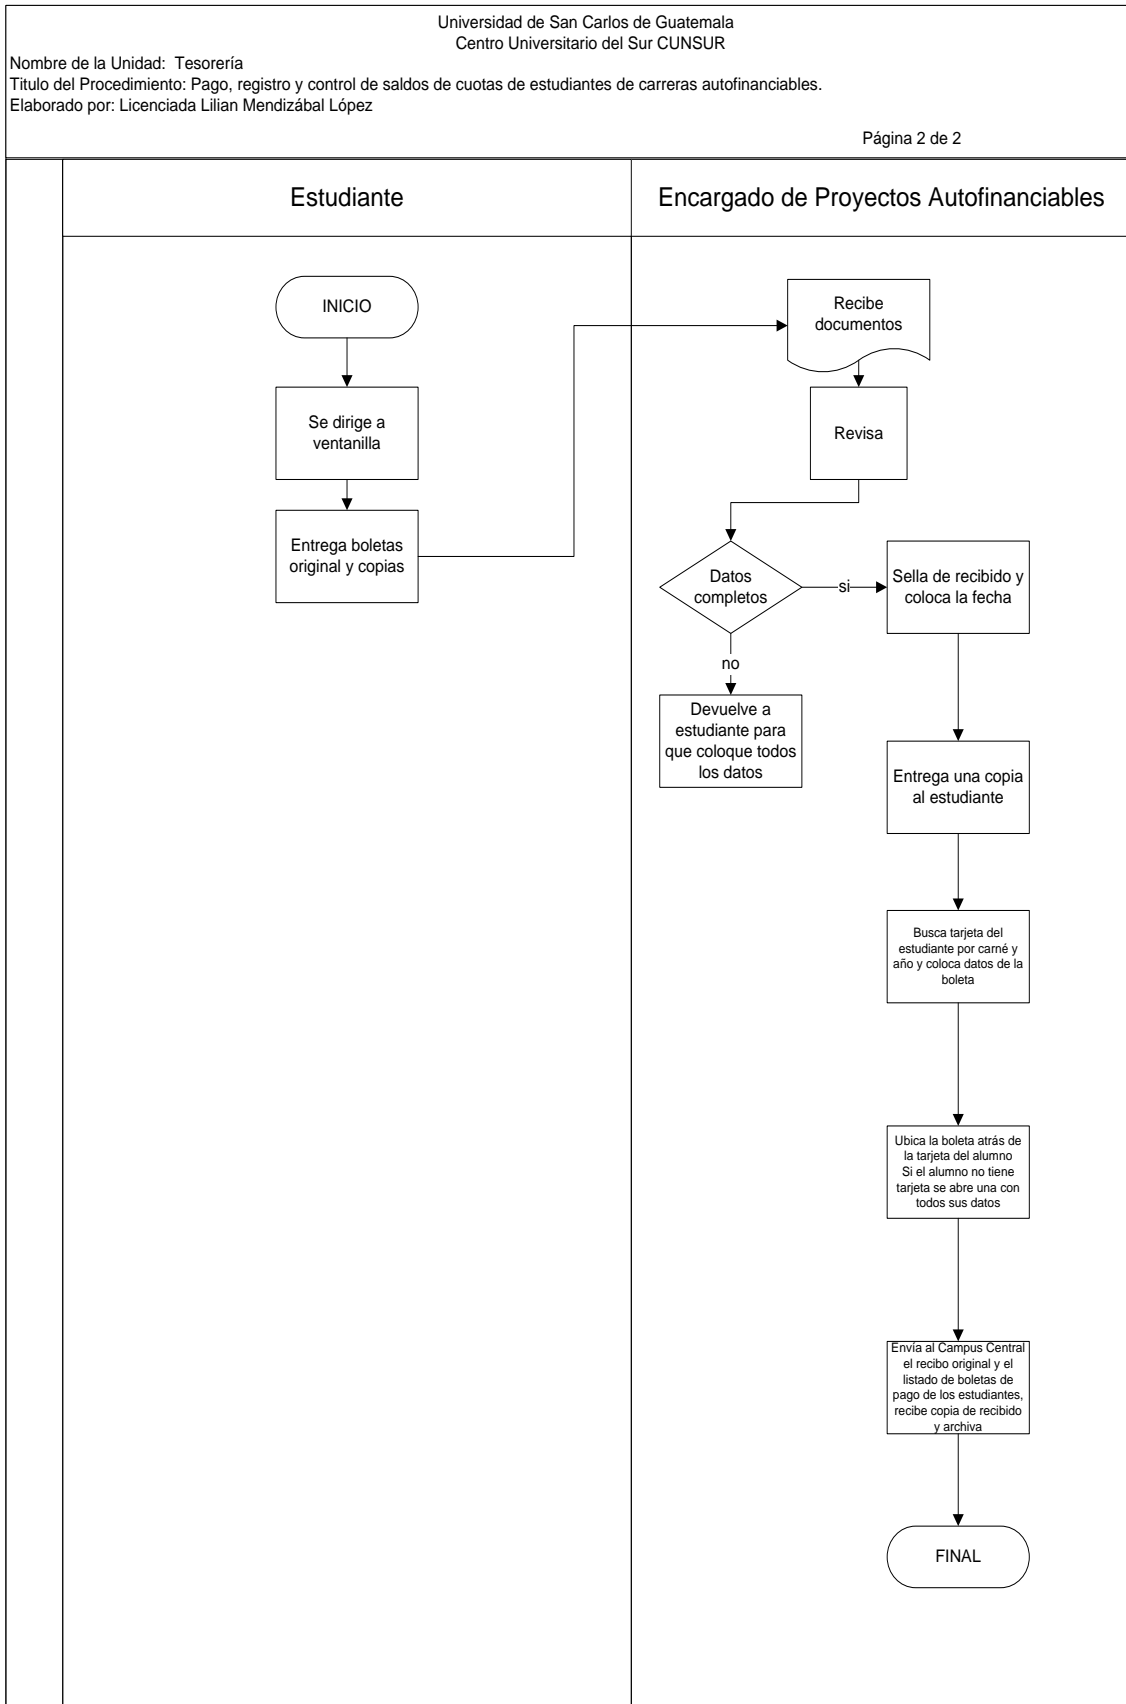 Universidad de San Carlos de Guatemala
Centro Universitario del Sur CUNSUR
Nombre de la Unidad: Tesorería
Titulo del Procedimiento: Pago, registro y control de saldos de cuotas de estudiantes de carreras autofinanciables.
Elaborado por: Licenciada Lilian Mendizábal López
Página 2 de 2
Estudiante
Encargado de Proyectos Autofinanciables
INICIO
Se dirige a
ventanilla
Entrega boletas
original y copias
Recibe
documentos
Revisa
Datos
completos
si
no
Devuelve a
estudiante para
que coloque todos
los datos
Sella de recibido y
coloca la fecha
Entrega una copia
al estudiante
Busca tarjeta del
estudiante por carné y
año y coloca datos de la
boleta
Ubica la boleta atrás de
la tarjeta del alumno
Si el alumno no tiene
tarjeta se abre una con
todos sus datos
Envía al Campus Central
el recibo original y el
listado de boletas de
pago de los estudiantes,
recibe copia de recibido
y archiva
FINAL